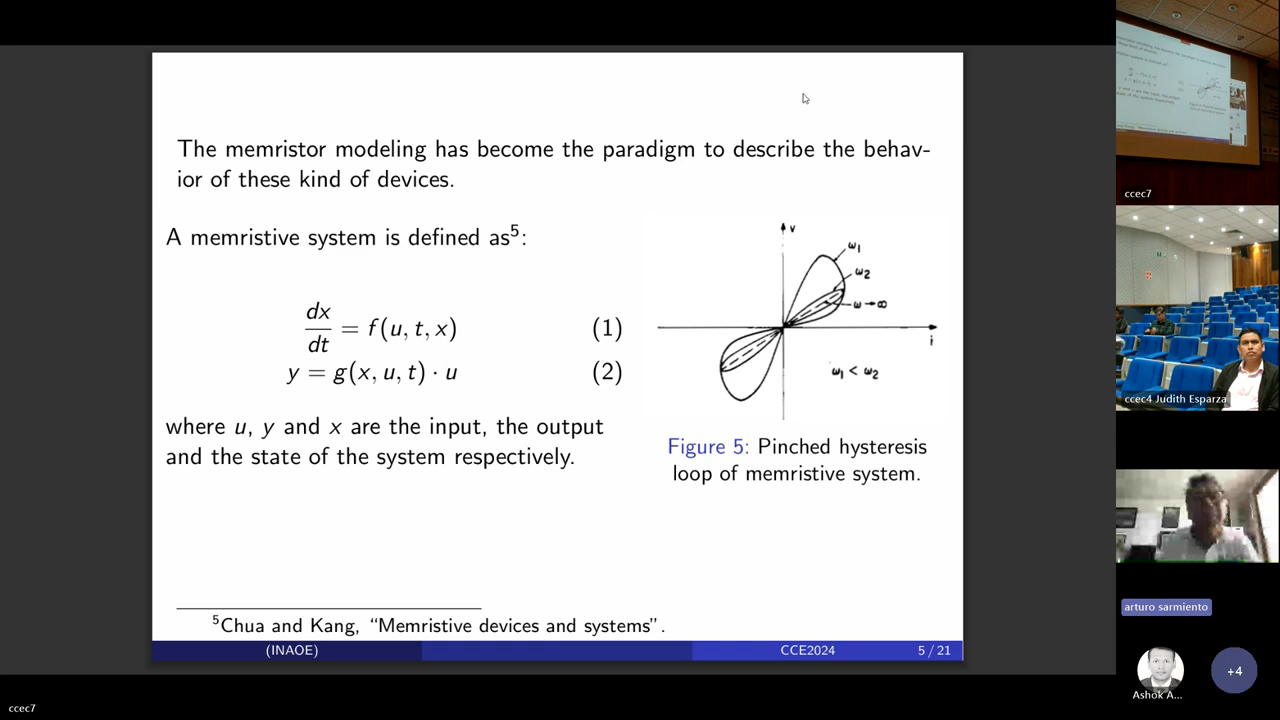 The memristor modeling has become the paradigm to describe the behav-
ior of these kind of devices.
A memristive system is defined as⁵:
dx/dt = f(u, t, x) (1)
y = g(x, u, t) · u (2)
where u, y and x are the input, the output
and the state of the system respectively.
v
ω₁
ω₂
ω→∞
i
ω₁ < ω₂
Figure 5: Pinched hysteresis
loop of memristive system.
⁵Chua and Kang, “Memristive devices and systems”.
(INAOE) CCE2024 5 / 21
ccec7
ccec4 Judith Esparza
arturo sarmiento
Ashok A...
+4
ccec7